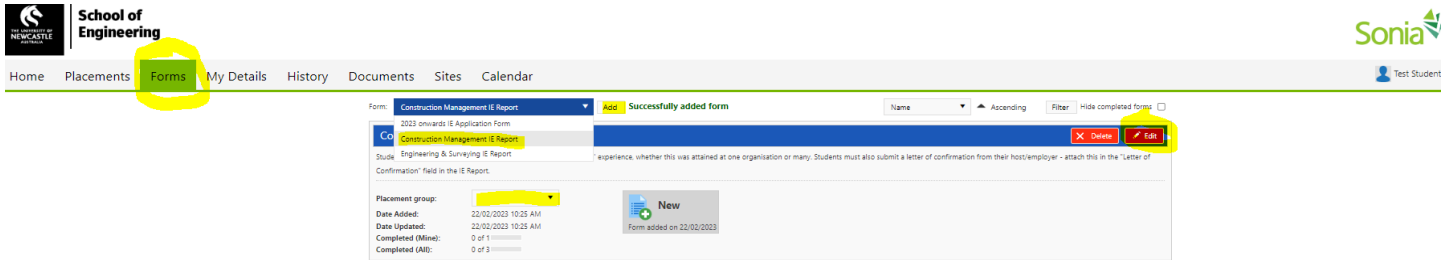 THE UNIVERSITY OF
NEWCASTLE
AUSTRALIA
School of
Engineering
Sonia
Home Placements Forms My Details History Documents Sites Calendar
Test Student
Form: Construction Management IE Report Add Successfully added form Name Ascending Filter Hide completed forms
2023 onwards IE Application Form
Construction Management IE Report
Engineering & Surveying IE Report
Co
Delete Edit
Stude experience, whether this was attained at one organisation or many. Students must also submit a letter of confirmation from their host/employer - attach this in the "Letter of
Confirmation" field in the IE Report.
Placement group:
Date Added: 22/02/2023 10:25 AM
Date Updated: 22/02/2023 10:25 AM
Completed (Mine): 0 of 1
Completed (All): 0 of 3
New
Form added on 22/02/2023